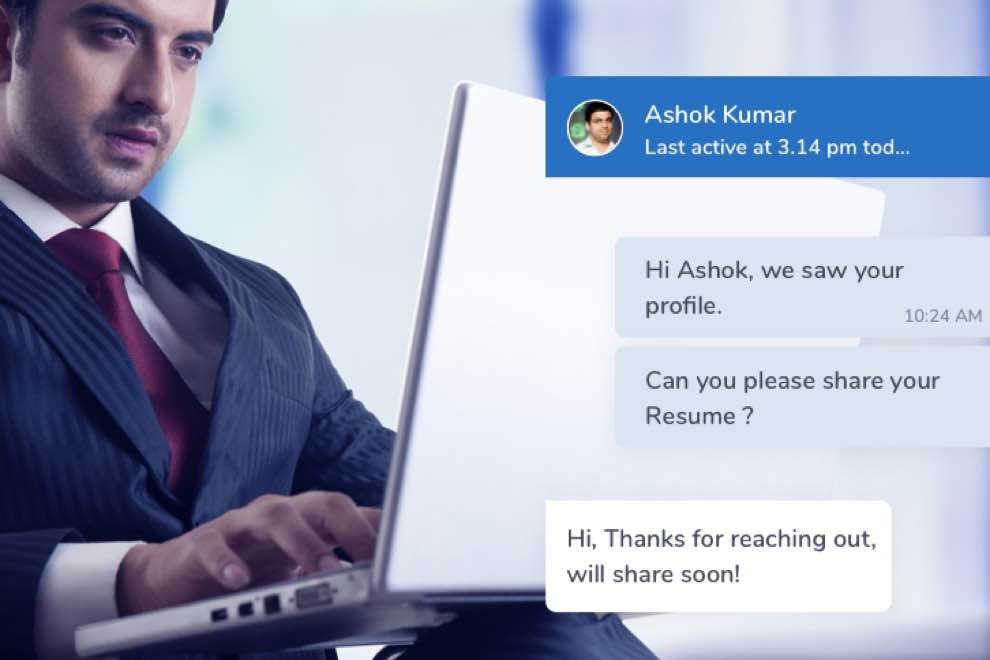 Ashok Kumar
Last active at 3.14 pm tod...
Hi Ashok, we saw your
profile.
10:24 AM
Can you please share your
Resume ?
Hi, Thanks for reaching out,
will share soon!